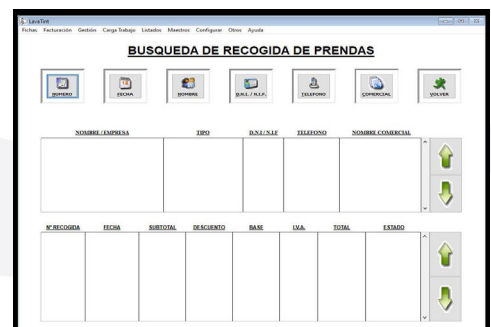 LavaTint
Fichas Facturación Gestión Carga Trabajo Listados Maestros Configurar Otros Ayuda
BUSQUEDA DE RECOGIDA DE PRENDAS
NUMERO FECHA NOMBRE D.N.I. / N.I.F. TELEFONO COMERCIAL VOLVER
NOMBRE / EMPRESA TIPO D.N.I / N.I.F TELEFONO NOMBRE COMERCIAL
Nº RECOGIDA FECHA SUBTOTAL DESCUENTO BASE I.V.A. TOTAL ESTADO